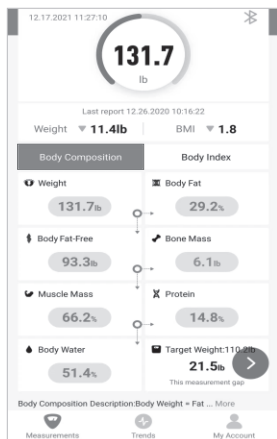 12.17.2021 11:27:10
131.7
lb
Last report 12.26.2020 10:16:22
Weight ▼ 11.4lb BMI ▼ 1.8
Body Composition Body Index
Weight Body Fat
131.7lb 29.2%
Body Fat-Free Bone Mass
93.3lb 6.1lb
Muscle Mass Protein
66.2% 14.8%
Body Water Target Weight:110.2lb
51.4% 21.5lb
This measurement gap
Body Composition Description:Body Weight = Fat ... More
Measurements Trends My Account